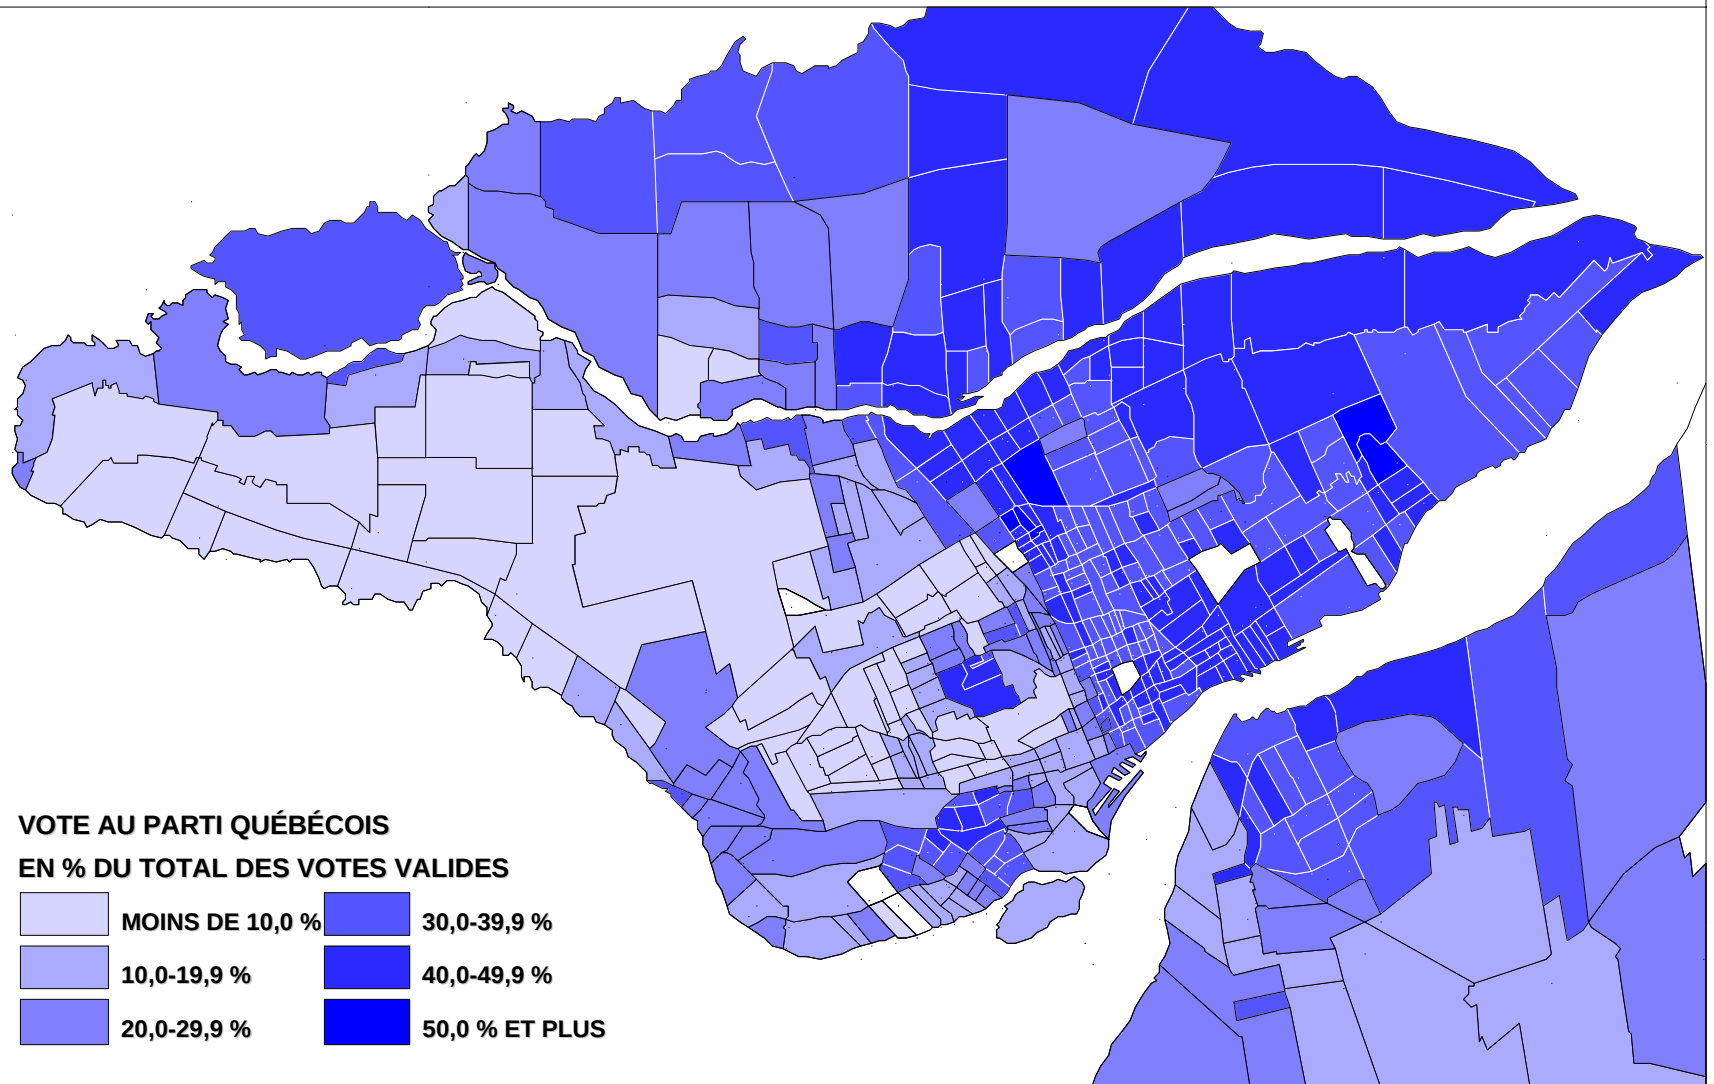 VOTE AU PARTI QUÉBÉCOIS
EN % DU TOTAL DES VOTES VALIDES
MOINS DE 10,0 %
10,0-19,9 %
20,0-29,9 %
30,0-39,9 %
40,0-49,9 %
50,0 % ET PLUS